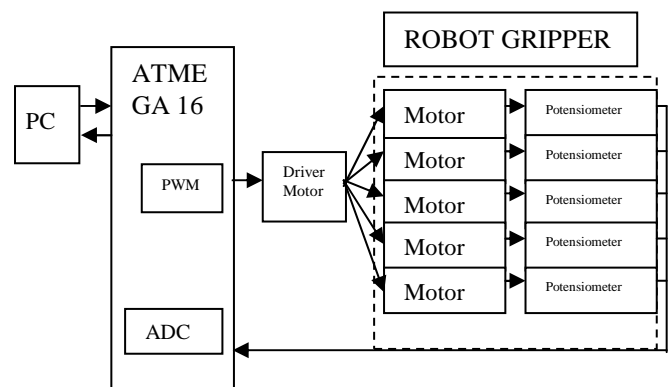 ROBOT GRIPPER
ATME
GA 16
PC
PWM
ADC
Driver
Motor
Motor
Potensiometer
Motor
Potensiometer
Motor
Potensiometer
Motor
Potensiometer
Motor
Potensiometer